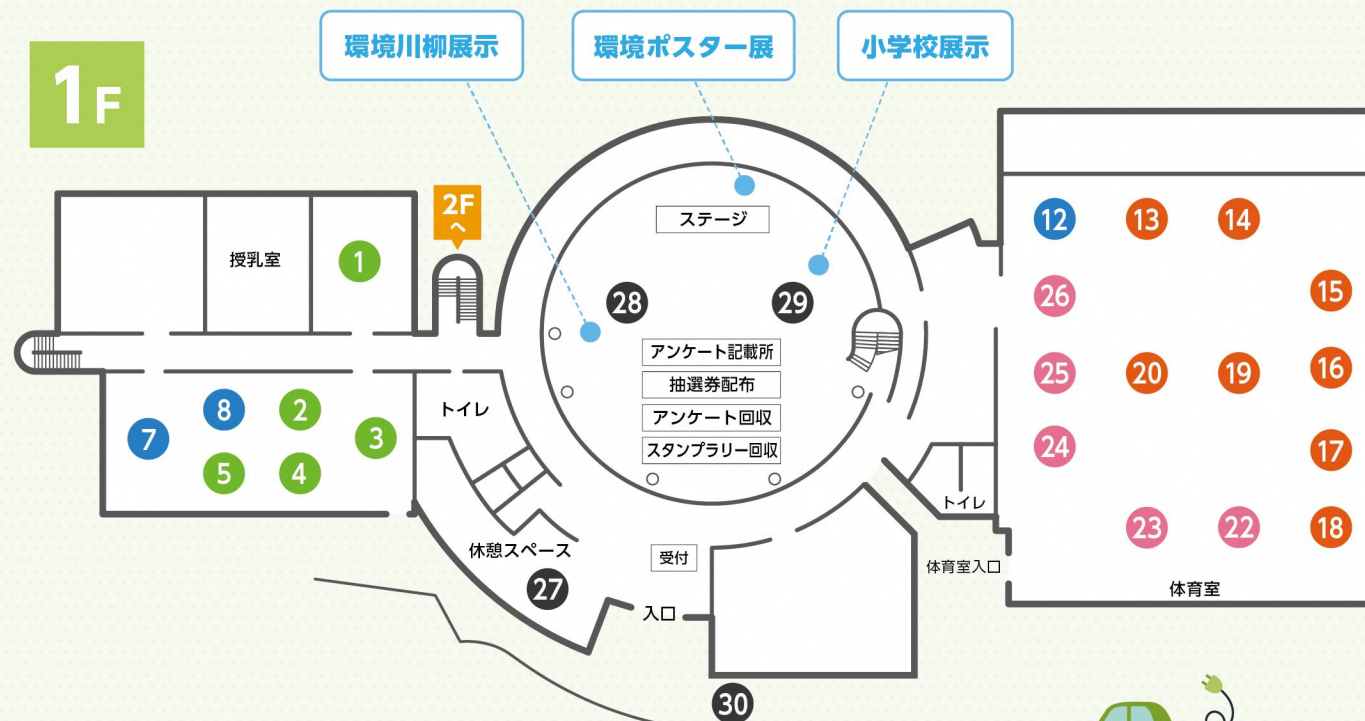 1F
環境川柳展示
環境ポスター展
小学校展示
2F
へ
授乳室
1
ステージ
28
29
アンケート記載所
抽選券配布
アンケート回収
スタンプラリー回収
トイレ
7
8
2
3
5
4
休憩スペース
27
受付
入口
30
トイレ
体育室入口
12
13
14
26
15
25
20
19
16
24
17
23
22
18
体育室